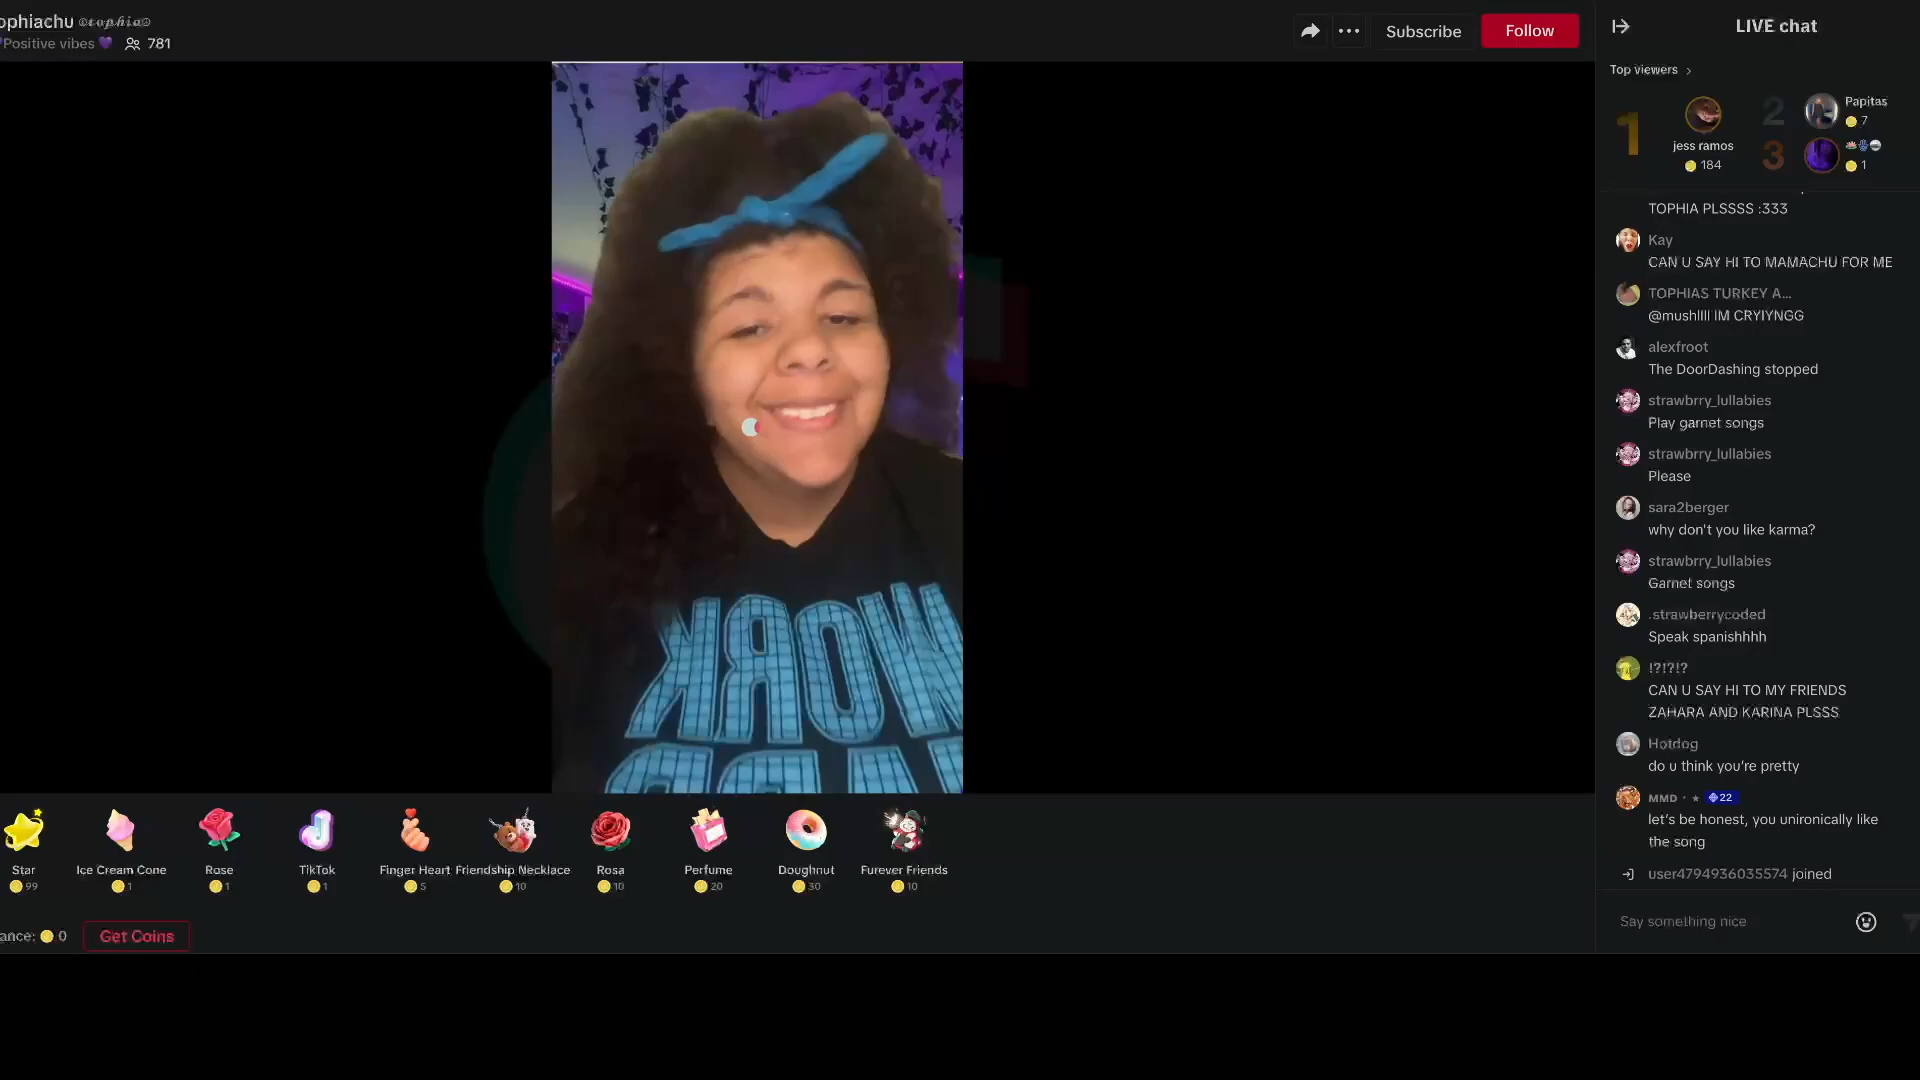 ophiachu @tophia☹
Positive vibes 💜 781
Subscribe
Follow
LIVE chat
Top viewers >
1
jess ramos
184
2
Papitas
7
3
1
TOPHIA PLSSSS :333
Kay
CAN U SAY HI TO MAMACHU FOR ME
TOPHIAS TURKEY A...
@mushllll IM CRYIYNGG
alexfroot
The DoorDashing stopped
strawbrry_lullabies
Play garnet songs
strawbrry_lullabies
Please
sara2berger
why don't you like karma?
strawbrry_lullabies
Garnet songs
.strawberrycoded
Speak spanishhhh
!?!?!?
CAN U SAY HI TO MY FRIENDS
ZAHARA AND KARINA PLSSS
Hotdog
do u think you're pretty
MMD · ★ 22
let's be honest, you unironically like
the song
user4794936035574 joined
Say something nice
WORK
Star
99
Ice Cream Cone
1
Rose
1
TikTok
1
Finger Heart
5
Friendship Necklace
10
Rosa
10
Perfume
20
Doughnut
30
Furever Friends
10
ance: 0
Get Coins